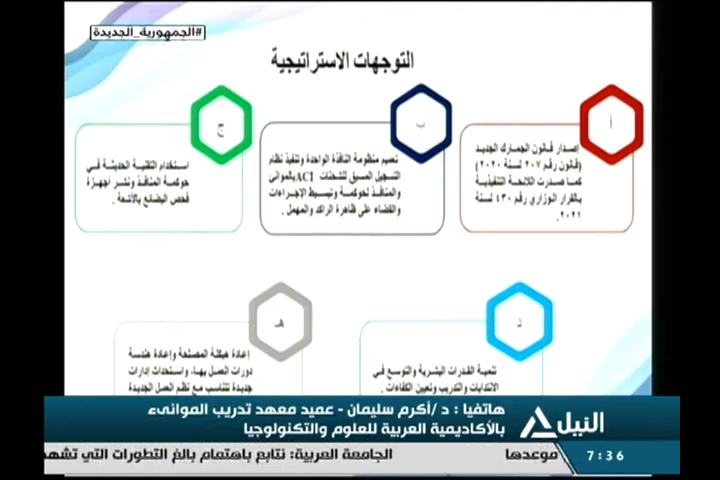 #الجمهورية_الجديدة
التوجهات الاستراتيجية
أ
إصدار قانون الجمارك الجديد
(قانون رقم ٢٠٧ لسنة ٢٠٢٠)
كما صدرت اللائحة التنفيذية
بالقرار الوزاري رقم ٤٣٠ لسنة
٢٠٢١.
ب
تعميم منظومة النافذة الواحدة وتنفيذ نظام
التسجيل المسبق للشحنات ACI بالموانئ
والمنافذ لحوكمة وتبسيط الإجراءات
والقضاء على ظاهرة الراكد والمهمل .
ج
استخدام التقنية الحديثة في
حوكمة المنافذ ونشر أجهزة
فحص البضائع بالأشعة .
د
تنمية القدرات البشرية والتوسع في
الانتدابات والتدريب وتعيين الكفاءات .
هـ
إعادة هيكلة المصلحة وإعادة هندسة
دورات العمل بها، واستحداث إدارات
جديدة تتناسب مع نظم العمل الجديدة
هاتفيا : د/أكرم سليمان - عميد معهد تدريب الموانىء
بالأكاديمية العربية للعلوم والتكنولوجيا
النيل
7:36
موعدها
الجامعة العربية: نتابع باهتمام بالغ التطورات التي تشهد